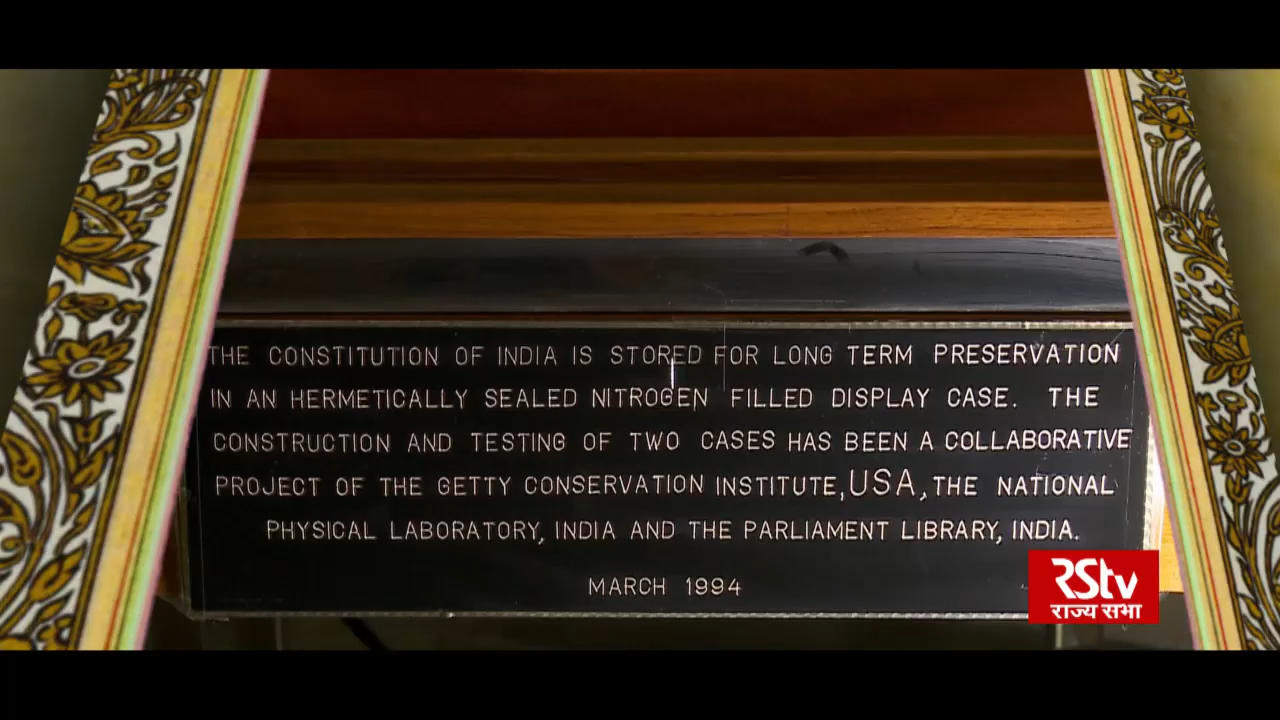 THE CONSTITUTION OF INDIA IS STORED FOR LONG TERM PRESERVATION
IN AN HERMETICALLY SEALED NITROGEN FILLED DISPLAY CASE. THE
CONSTRUCTION AND TESTING OF TWO CASES HAS BEEN A COLLABORATIVE
PROJECT OF THE GETTY CONSERVATION INSTITUTE, USA, THE NATIONAL
PHYSICAL LABORATORY, INDIA AND THE PARLIAMENT LIBRARY, INDIA.
MARCH 1994
RStv
राज्य सभा